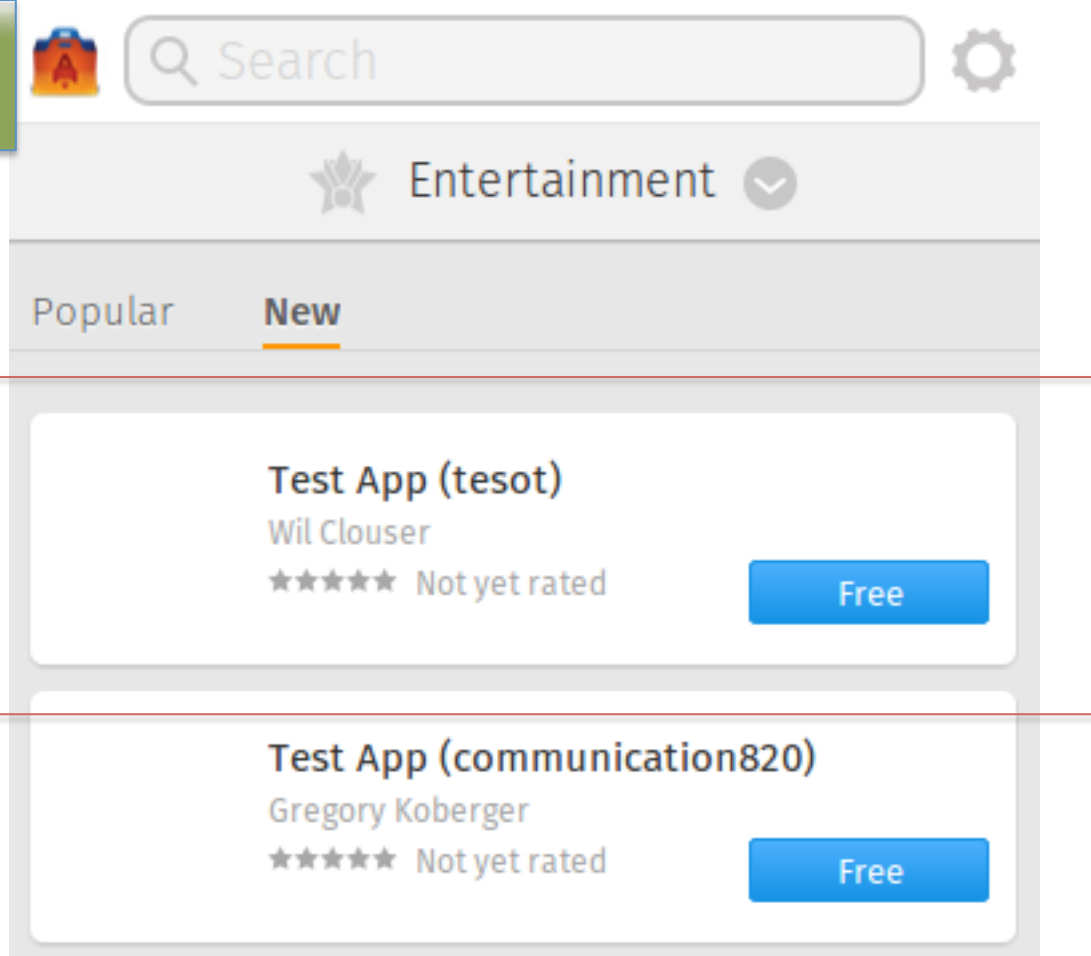 Search
Entertainment
Popular New
Test App (tesot)
Wil Clouser
Not yet rated
Free
Test App (communication820)
Gregory Koberger
Not yet rated
Free